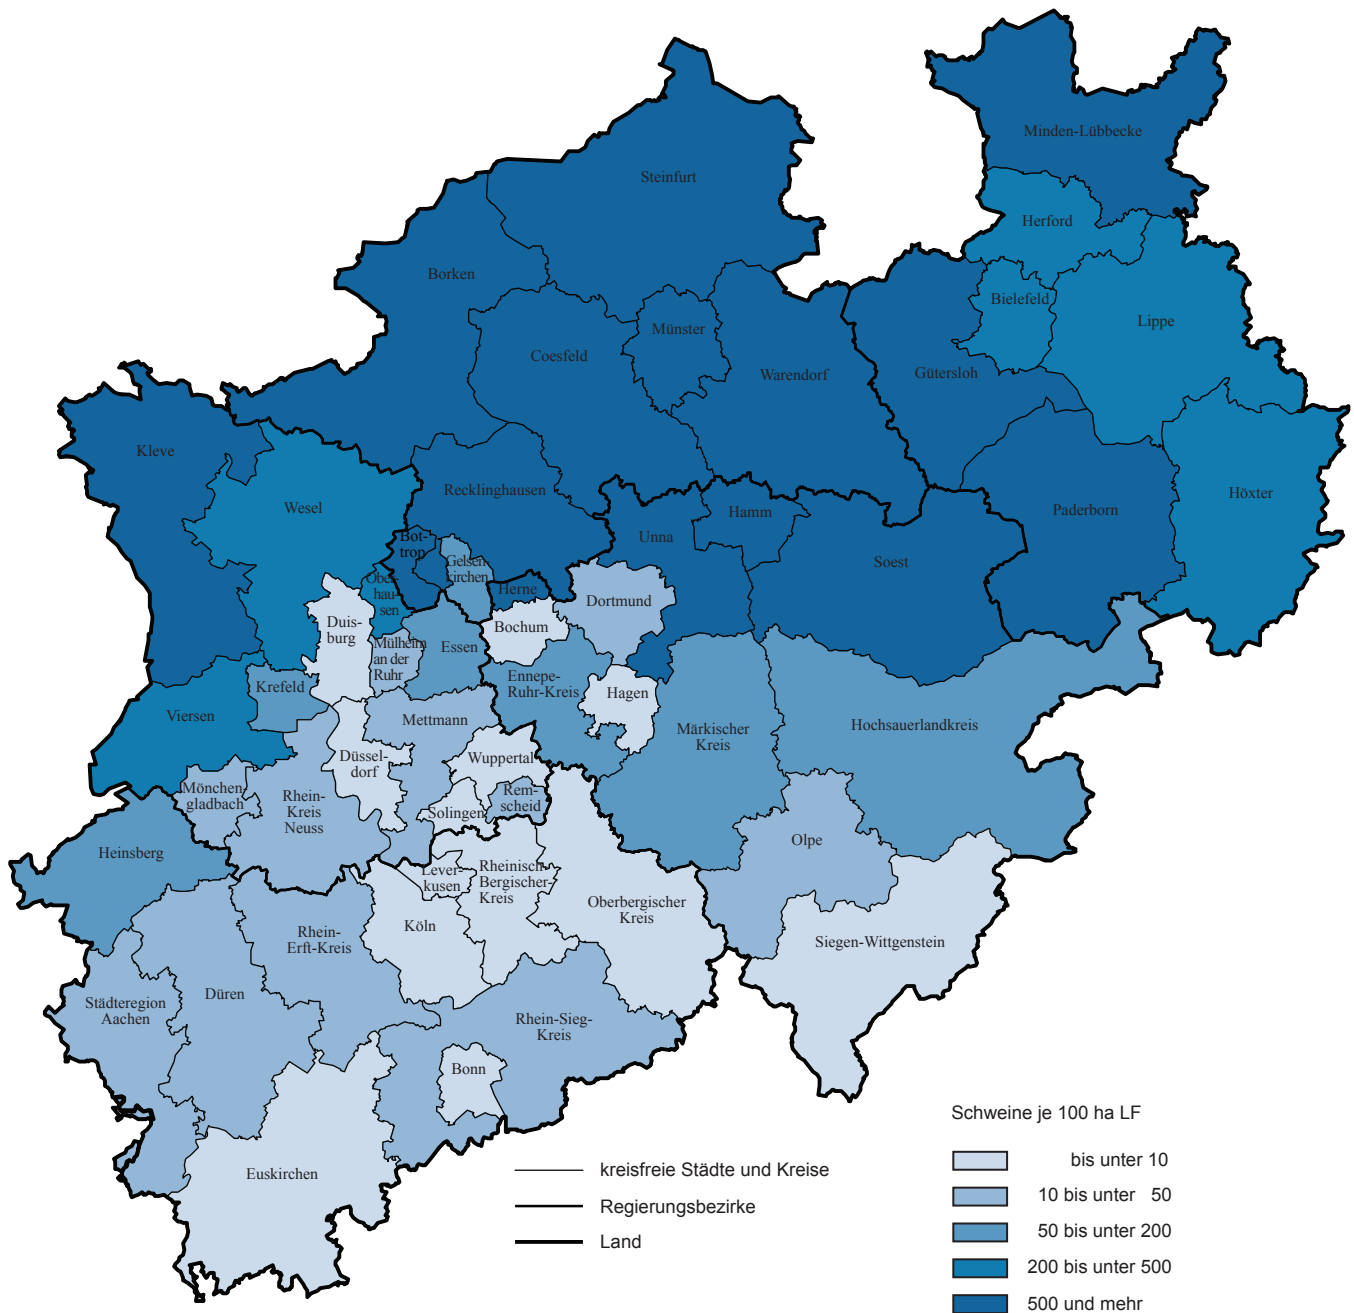 Minden-Lübbecke
Steinfurt
Herford
Borken
Bielefeld
Münster
Lippe
Coesfeld
Warendorf
Gütersloh
Kleve
Recklinghausen
Höxter
Wesel
Hamm
Paderborn
Unna
Bot-
trop
Gelsen-
kirchen
Soest
Ober-
hau-
sen
Herne
Dortmund
Duis-
burg
Bochum
Mülheim
an der
Ruhr
Essen
Ennepe-
Ruhr-Kreis
Krefeld
Hagen
Viersen
Mettmann
Märkischer
Kreis
Hochsauerlandkreis
Düssel-
dorf
Wuppertal
Mönchen-
gladbach
Rhein-
Kreis
Neuss
Solingen
Rem-
scheid
Olpe
Heinsberg
Lever-
kusen
Rheinisch-
Bergischer-
Kreis
Oberbergischer
Kreis
Köln
Rhein-
Erft-Kreis
Siegen-Wittgenstein
Städteregion
Aachen
Düren
Rhein-Sieg-
Kreis
Bonn
Euskirchen
kreisfreie Städte und Kreise
Regierungsbezirke
Land
Schweine je 100 ha LF
bis unter 10
10 bis unter 50
50 bis unter 200
200 bis unter 500
500 und mehr